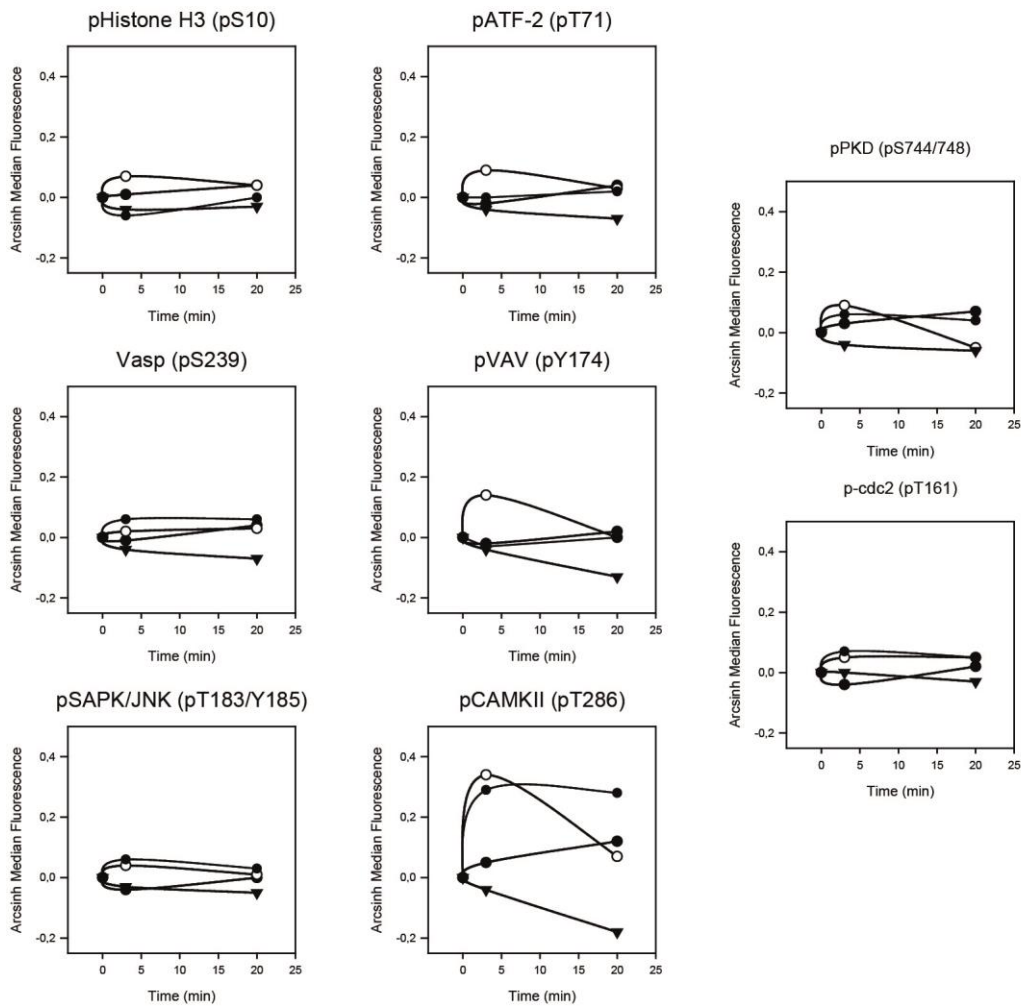 pHistone H3 (pS10)
Arcsinh Median Fluorescence
0,4
0,2
0,0
-0,2
0 5 10 15 20 25
Time (min)
pATF-2 (pT71)
Arcsinh Median Fluorescence
0,4
0,2
0,0
-0,2
0 5 10 15 20 25
Time (min)
Vasp (pS239)
Arcsinh Median Fluorescence
0,4
0,2
0,0
-0,2
0 5 10 15 20 25
Time (min)
pVAV (pY174)
Arcsinh Median Fluorescence
0,4
0,2
0,0
-0,2
0 5 10 15 20 25
Time (min)
pSAPK/JNK (pT183/Y185)
Arcsinh Median Fluorescence
0,4
0,2
0,0
-0,2
0 5 10 15 20 25
Time (min)
pCAMKII (pT286)
Arcsinh Median Fluorescence
0,4
0,2
0,0
-0,2
0 5 10 15 20 25
Time (min)
pPKD (pS744/748)
Arcsinh Median Fluorescence
0,4
0,2
0,0
-0,2
0 5 10 15 20 25
Time (min)
p-cdc2 (pT161)
Arcsinh Median Fluorescence
0,4
0,2
0,0
-0,2
0 5 10 15 20 25
Time (min)